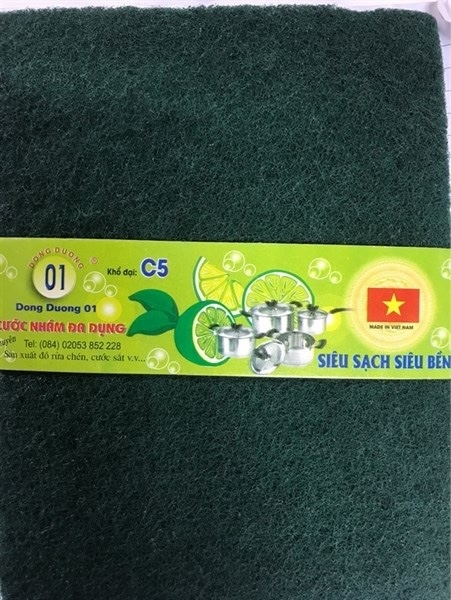 DONG DUONG
®
01
Khổ đại: C5
Dong Duong 01
CƯỚC NHÁM ĐA DỤNG
Tel: (084) 02053 852 228
Sản xuất đồ rửa chén, cước sắt v.v...
MADE IN VIET NAM
SIÊU SẠCH SIÊU BỀN